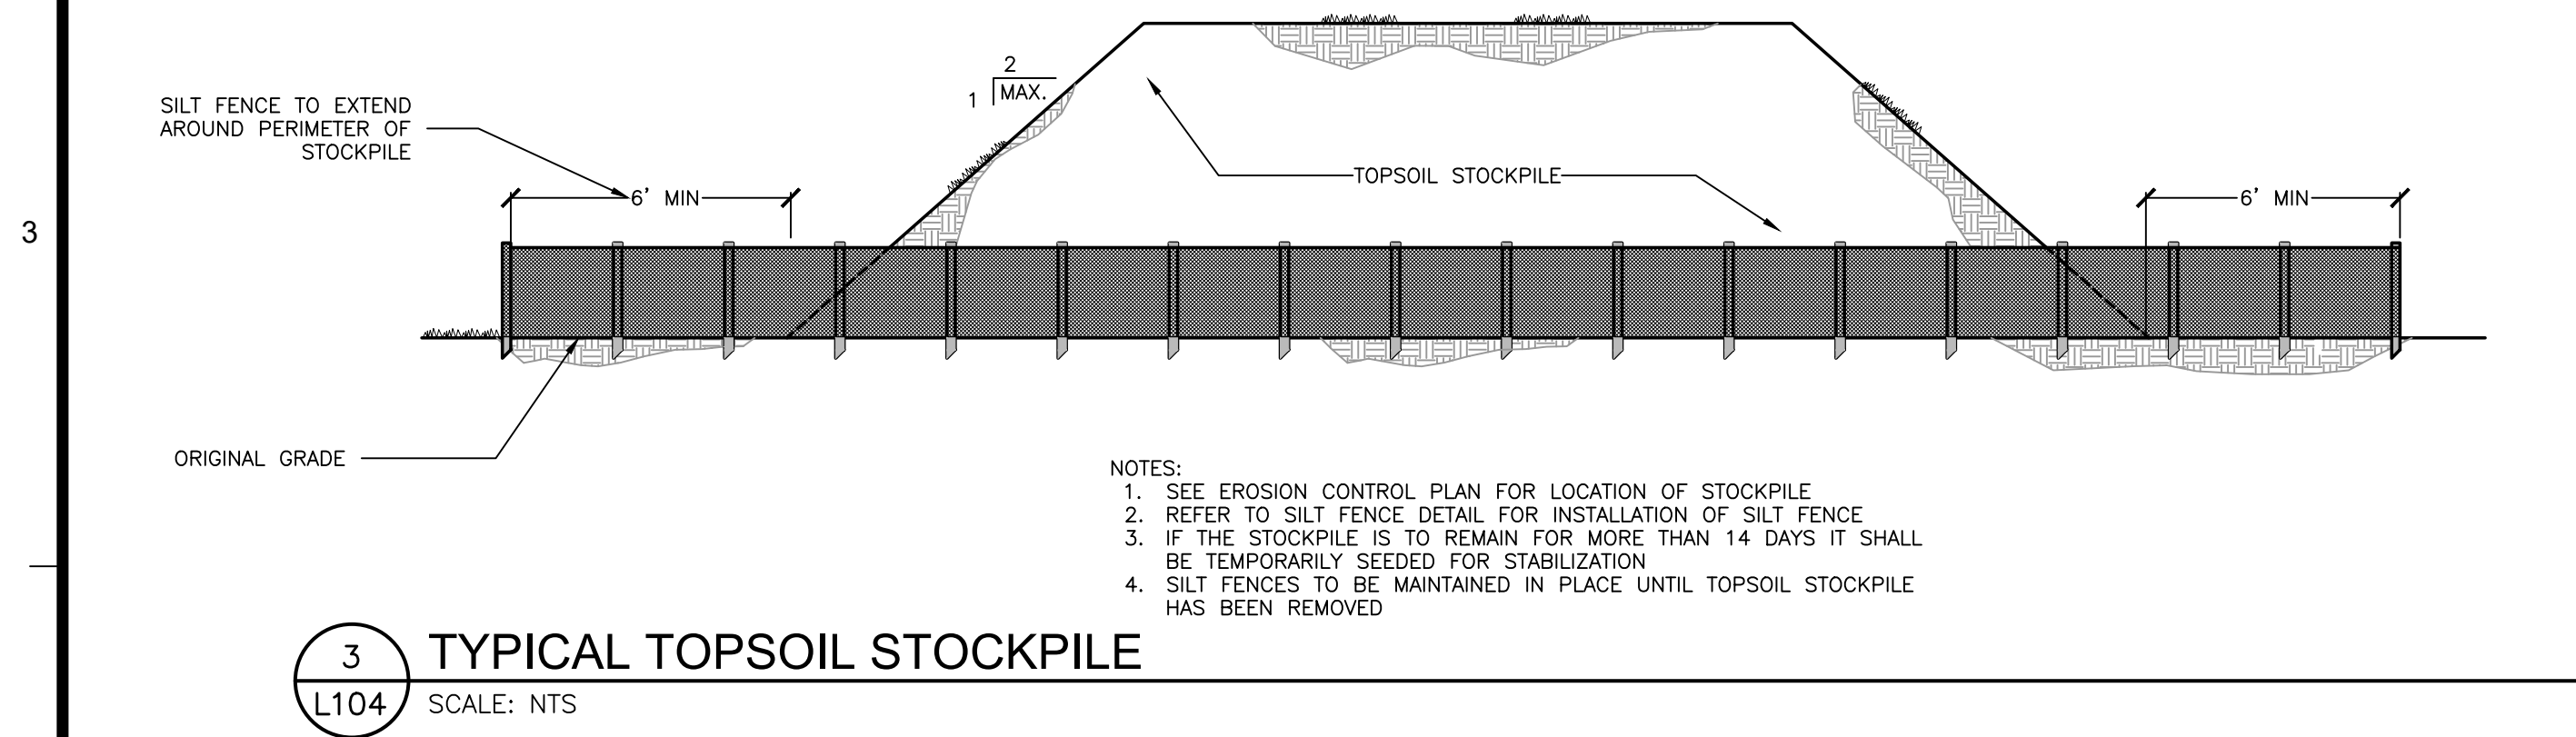 2
1 MAX.
SILT FENCE TO EXTEND
AROUND PERIMETER OF
STOCKPILE
TOPSOIL STOCKPILE
6' MIN
6' MIN
3
ORIGINAL GRADE
NOTES:
1. SEE EROSION CONTROL PLAN FOR LOCATION OF STOCKPILE
2. REFER TO SILT FENCE DETAIL FOR INSTALLATION OF SILT FENCE
3. IF THE STOCKPILE IS TO REMAIN FOR MORE THAN 14 DAYS IT SHALL
BE TEMPORARILY SEEDED FOR STABILIZATION
4. SILT FENCES TO BE MAINTAINED IN PLACE UNTIL TOPSOIL STOCKPILE
HAS BEEN REMOVED
3
L104
TYPICAL TOPSOIL STOCKPILE
SCALE: NTS